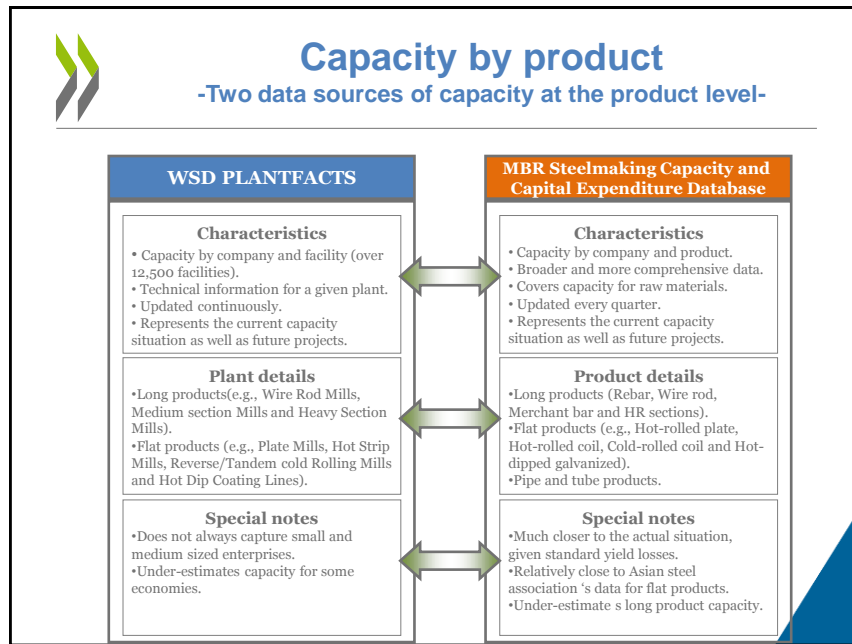 Capacity by product
-Two data sources of capacity at the product level-
WSD PLANTFACTS
Characteristics
• Capacity by company and facility (over
12,500 facilities).
• Technical information for a given plant.
• Updated continuously.
• Represents the current capacity
situation as well as future projects.
Plant details
•Long products(e.g., Wire Rod Mills,
Medium section Mills and Heavy Section
Mills).
•Flat products (e.g., Plate Mills, Hot Strip
Mills, Reverse/Tandem cold Rolling Mills
and Hot Dip Coating Lines).
Special notes
•Does not always capture small and
medium sized enterprises.
•Under-estimates capacity for some
economies.
MBR Steelmaking Capacity and
Capital Expenditure Database
Characteristics
• Capacity by company and product.
• Broader and more comprehensive data.
• Covers capacity for raw materials.
• Updated every quarter.
• Represents the current capacity
situation as well as future projects.
Product details
•Long products (Rebar, Wire rod,
Merchant bar and HR sections).
•Flat products (e.g., Hot-rolled plate,
Hot-rolled coil, Cold-rolled coil and Hot-
dipped galvanized).
•Pipe and tube products.
Special notes
•Much closer to the actual situation,
given standard yield losses.
•Relatively close to Asian steel
association 's data for flat products.
•Under-estimate s long product capacity.